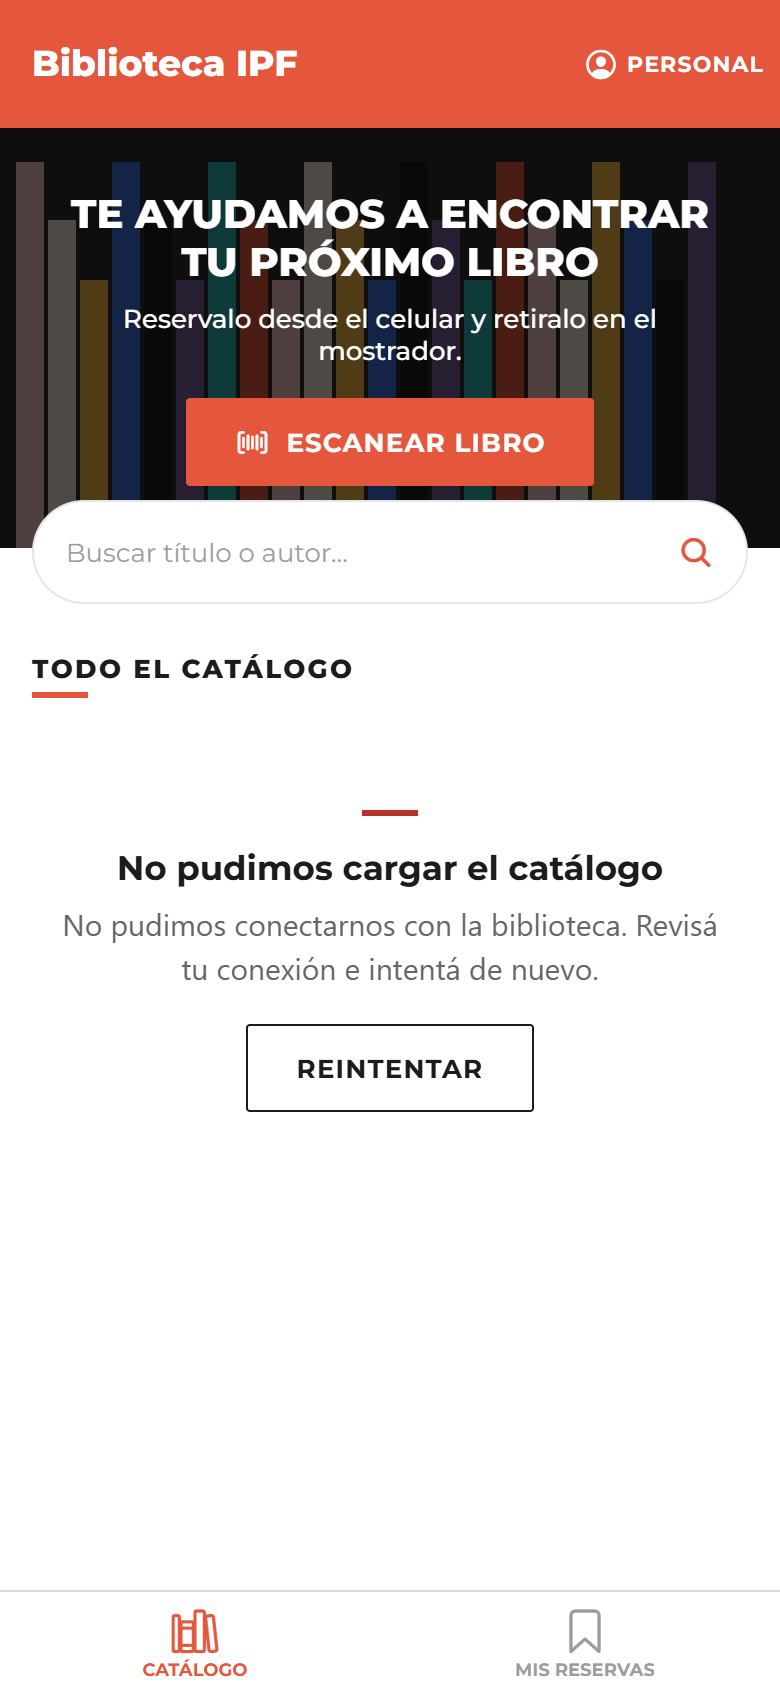 Biblioteca IPF
PERSONAL
TE AYUDAMOS A ENCONTRAR
TU PRÓXIMO LIBRO
Reservalo desde el celular y retiralo en el
mostrador.
ESCANEAR LIBRO
Buscar título o autor...
TODO EL CATÁLOGO
No pudimos cargar el catálogo
No pudimos conectarnos con la biblioteca. Revisá
tu conexión e intentá de nuevo.
REINTENTAR
CATÁLOGO
MIS RESERVAS